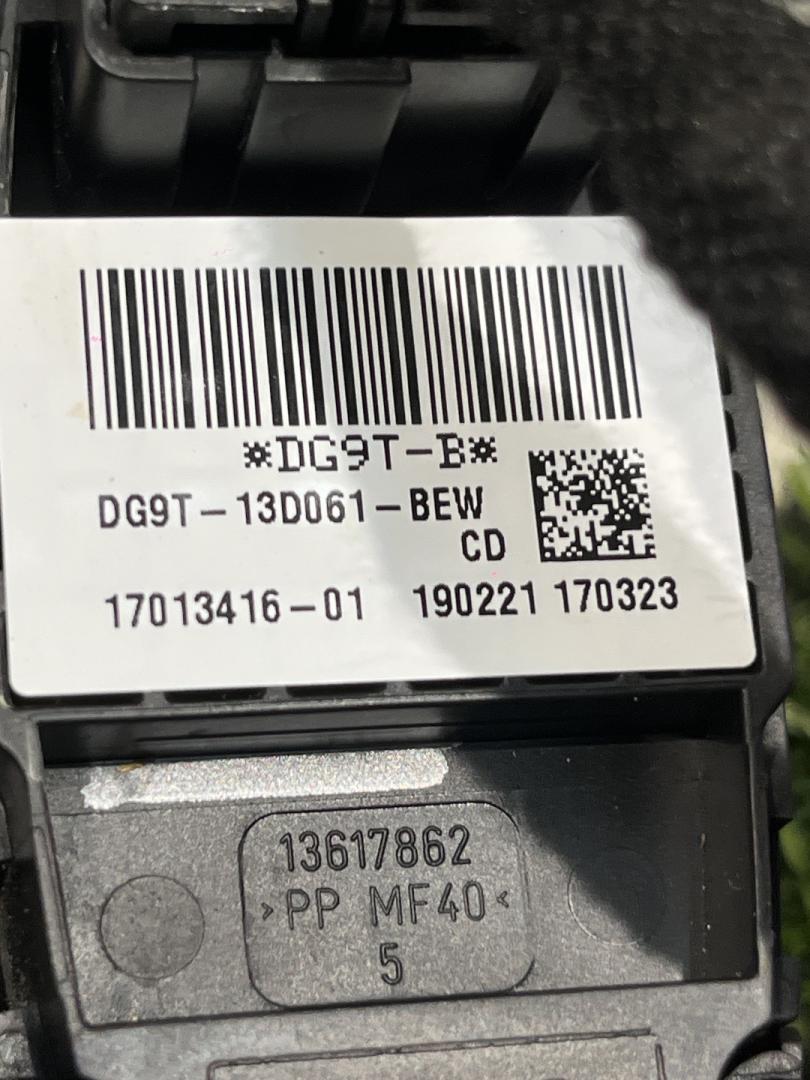 *DG9T-B*
DG9T-13D061-BEW
CD
17013416-01 190221 170323
13617862
>PP MF40<
5